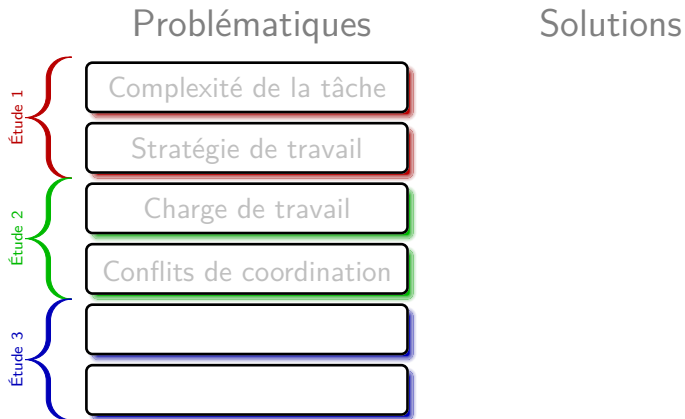 Problématiques
Solutions
Étude 1
Complexité de la tâche
Stratégie de travail
Étude 2
Charge de travail
Conflits de coordination
Étude 3